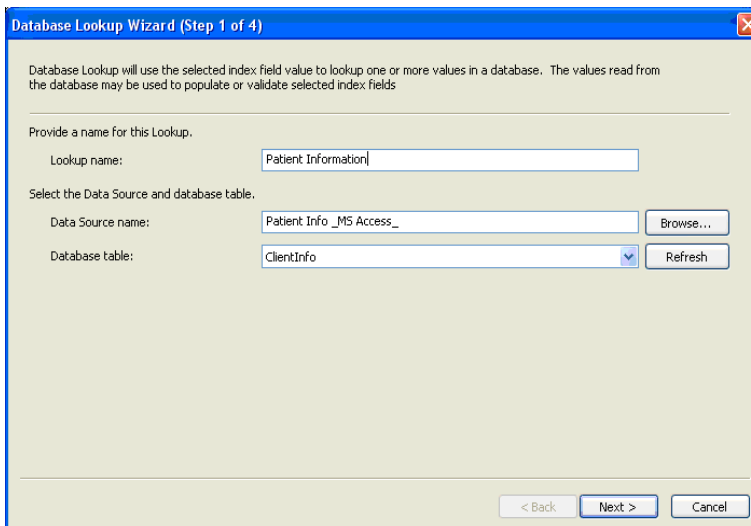 Database Lookup Wizard (Step 1 of 4)
Database Lookup will use the selected index field value to lookup one or more values in a database. The values read from
the database may be used to populate or validate selected index fields
Provide a name for this Lookup.
Lookup name: Patient Information
Select the Data Source and database table.
Data Source name: Patient Info _MS Access_ Browse...
Database table: ClientInfo Refresh
< Back Next > Cancel